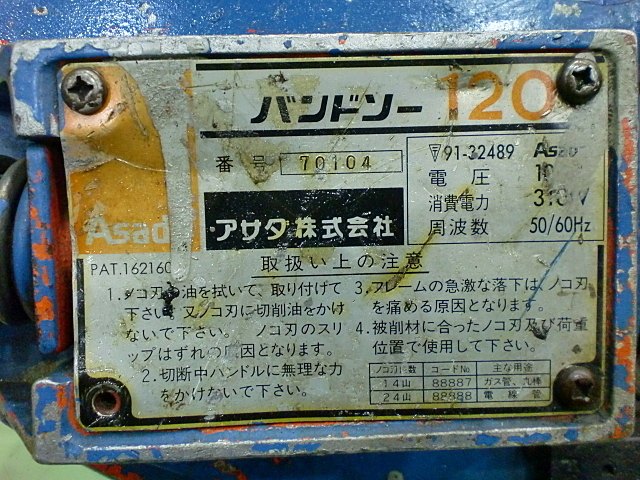 バンドソー 120
番号 70104
▽91-32489 Asad
電圧 10
消費電力 310W
周波数 50/60Hz
Asad
アサダ株式会社
PAT.162160
取扱い上の注意
1.ノコ刃の油を拭いて、取り付けて
下さい。又ノコ刃に切削油をかけ
ないで下さい。 ノコ刃のスリ
ップはずれの原因となります。
2.切断中ハンドルに無理な力
をかけないで下さい。
3.フレームの急激な落下は、ノコ刃
を痛める原因となります。
4.被削材に合ったノコ刃及び荷重
位置で使用して下さい。
ノコ刃山数 コードNo. 主な用途
14山 88887 ガス管、丸棒
24山 88888 電線管